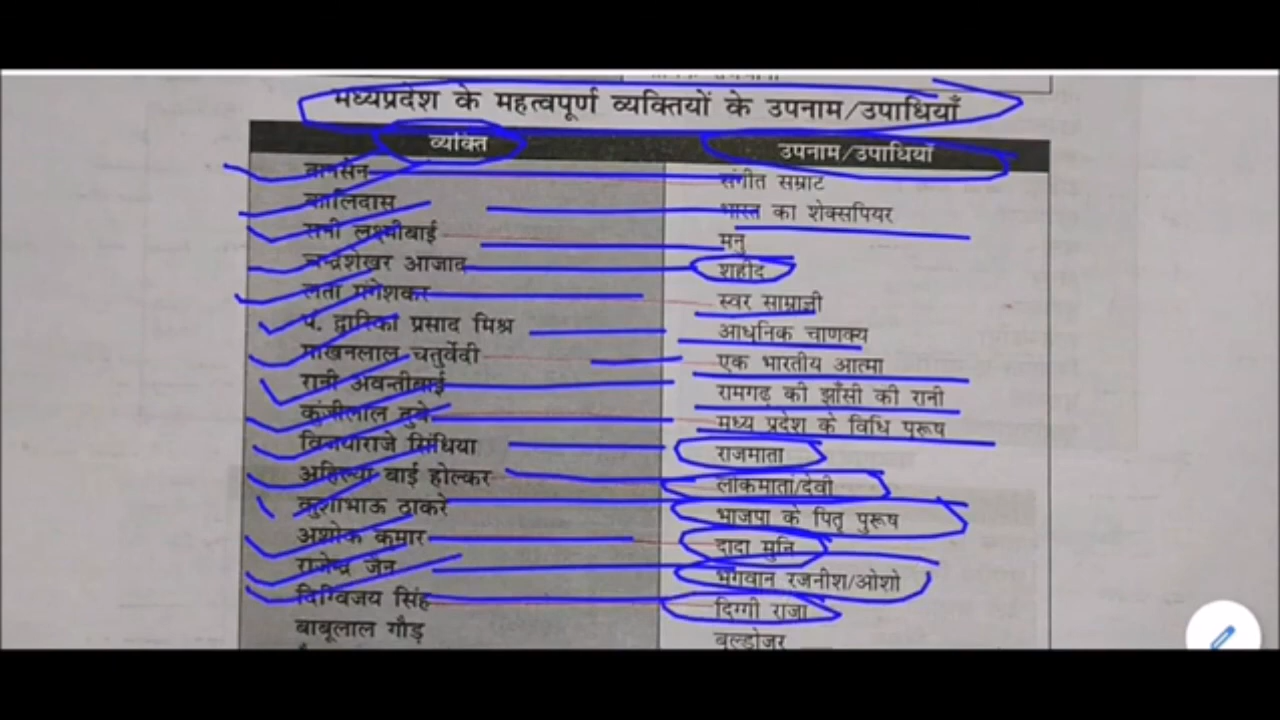 मध्यप्रदेश के महत्वपूर्ण व्यक्तियों के उपनाम/उपाधियाँ
व्यक्ति उपनाम/उपाधियाँ
तानसेन संगीत सम्राट
कालिदास भारत का शेक्सपियर
रानी लक्ष्मीबाई मनु
चन्द्रशेखर आजाद शहीद
लता मंगेशकर स्वर साम्राज्ञी
पं. द्वारिका प्रसाद मिश्र आधुनिक चाणक्य
माखनलाल चतुर्वेदी एक भारतीय आत्मा
रानी अवन्तीबाई रामगढ़ की झाँसी की रानी
कुंजीलाल दुबे मध्य प्रदेश के विधि पुरूष
विजयाराजे सिंधिया राजमाता
अहिल्या बाई होल्कर लोकमाता/देवी
कुशाभाऊ ठाकरे भाजपा के पितृ पुरूष
अशोक कुमार दादा मुनि
राजेन्द्र जैन भगवान रजनीश/ओशो
दिग्विजय सिंह दिग्गी राजा
बाबूलाल गौड़ बुल्डोजर